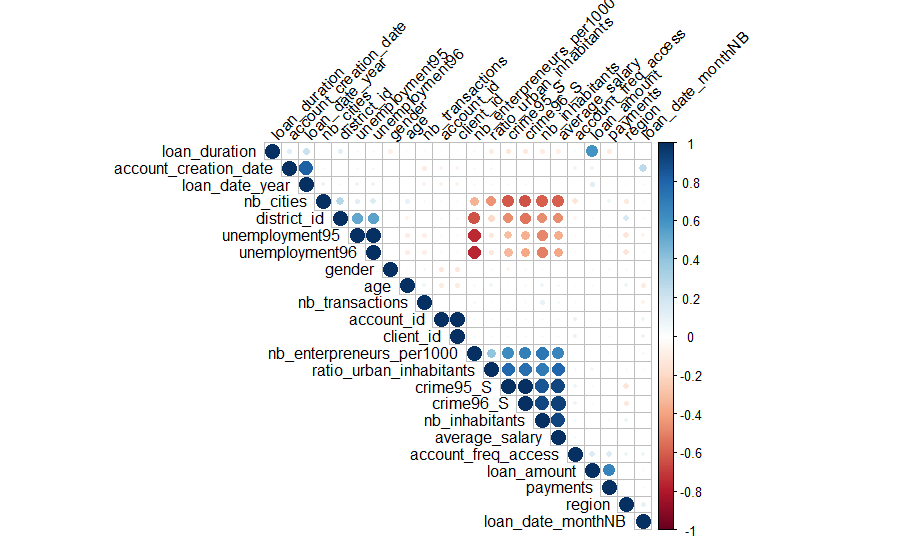 loan_duration
account_creation_date
loan_date_year
nb_cities
district_id
unemployment95
unemployment96
gender
age
nb_transactions
account_id
client_id
nb_enterpreneurs_per1000
ratio_urban_inhabitants
crime95_S
crime96_S
nb_inhabitants
average_salary
account_freq_access
loan_amount
payments
region
loan_date_monthNB
loan_duration
account_creation_date
loan_date_year
nb_cities
district_id
unemployment95
unemployment96
gender
age
nb_transactions
account_id
client_id
nb_enterpreneurs_per1000
ratio_urban_inhabitants
crime95_S
crime96_S
nb_inhabitants
average_salary
account_freq_access
loan_amount
payments
region
loan_date_monthNB
1
0.8
0.6
0.4
0.2
0
-0.2
-0.4
-0.6
-0.8
-1